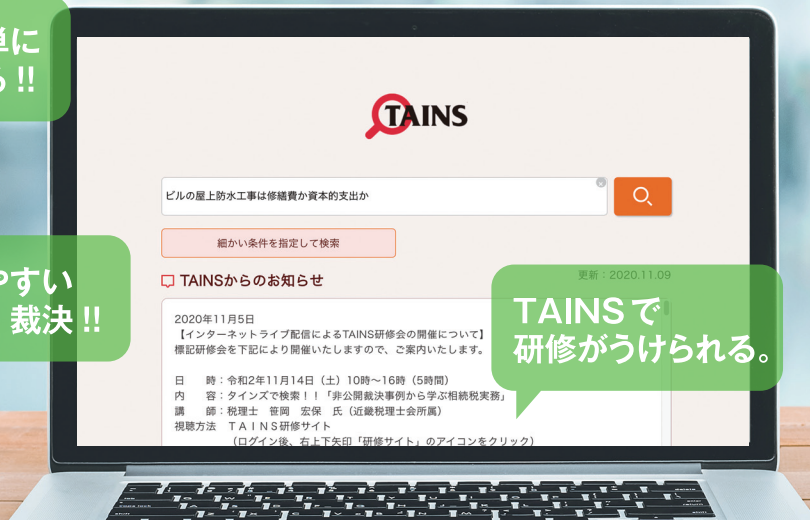 単に
る !!
TAINS
ビルの屋上防水工事は修繕費か資本的支出か
細かい条件を指定して検索
TAINSからのお知らせ
更新：2020.11.09
やすい
裁決 !!
2020年11月5日
【インターネットライブ配信によるTAINS研修会の開催について】
標記研修会を下記により開催いたしますので、ご案内いたします。
日　　時：令和2年11月14日（土）10時～16時（5時間）
内　　容：タインズで検索！！「非公開裁決事例から学ぶ相続税実務」
講　　師：税理士　笹岡　宏保　氏（近畿税理士会所属）
視聴方法　ＴＡＩＮＳ研修サイト
（ログイン後、右上下矢印「研修サイト」のアイコンをクリック）
TAINSで
研修がうけられる。